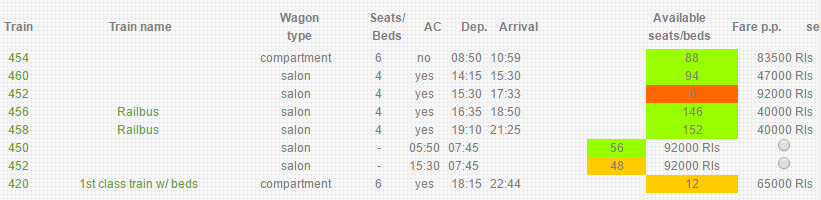 Train Train name Wagon type Seats/ Beds AC Dep. Arrival Available seats/beds Fare p.p. sel
454 compartment 6 no 08:50 10:59 88 83500 Rls
460 salon 4 yes 14:15 15:30 94 47000 Rls
452 salon 4 yes 15:30 17:33 0 92000 Rls
456 Railbus salon 4 yes 16:35 18:50 146 40000 Rls
458 Railbus salon 4 yes 19:10 21:25 152 40000 Rls
450 salon - 05:50 07:45 56 92000 Rls
452 salon - 15:30 07:45 48 92000 Rls
420 1st class train w/ beds compartment 6 yes 18:15 22:44 12 65000 Rls